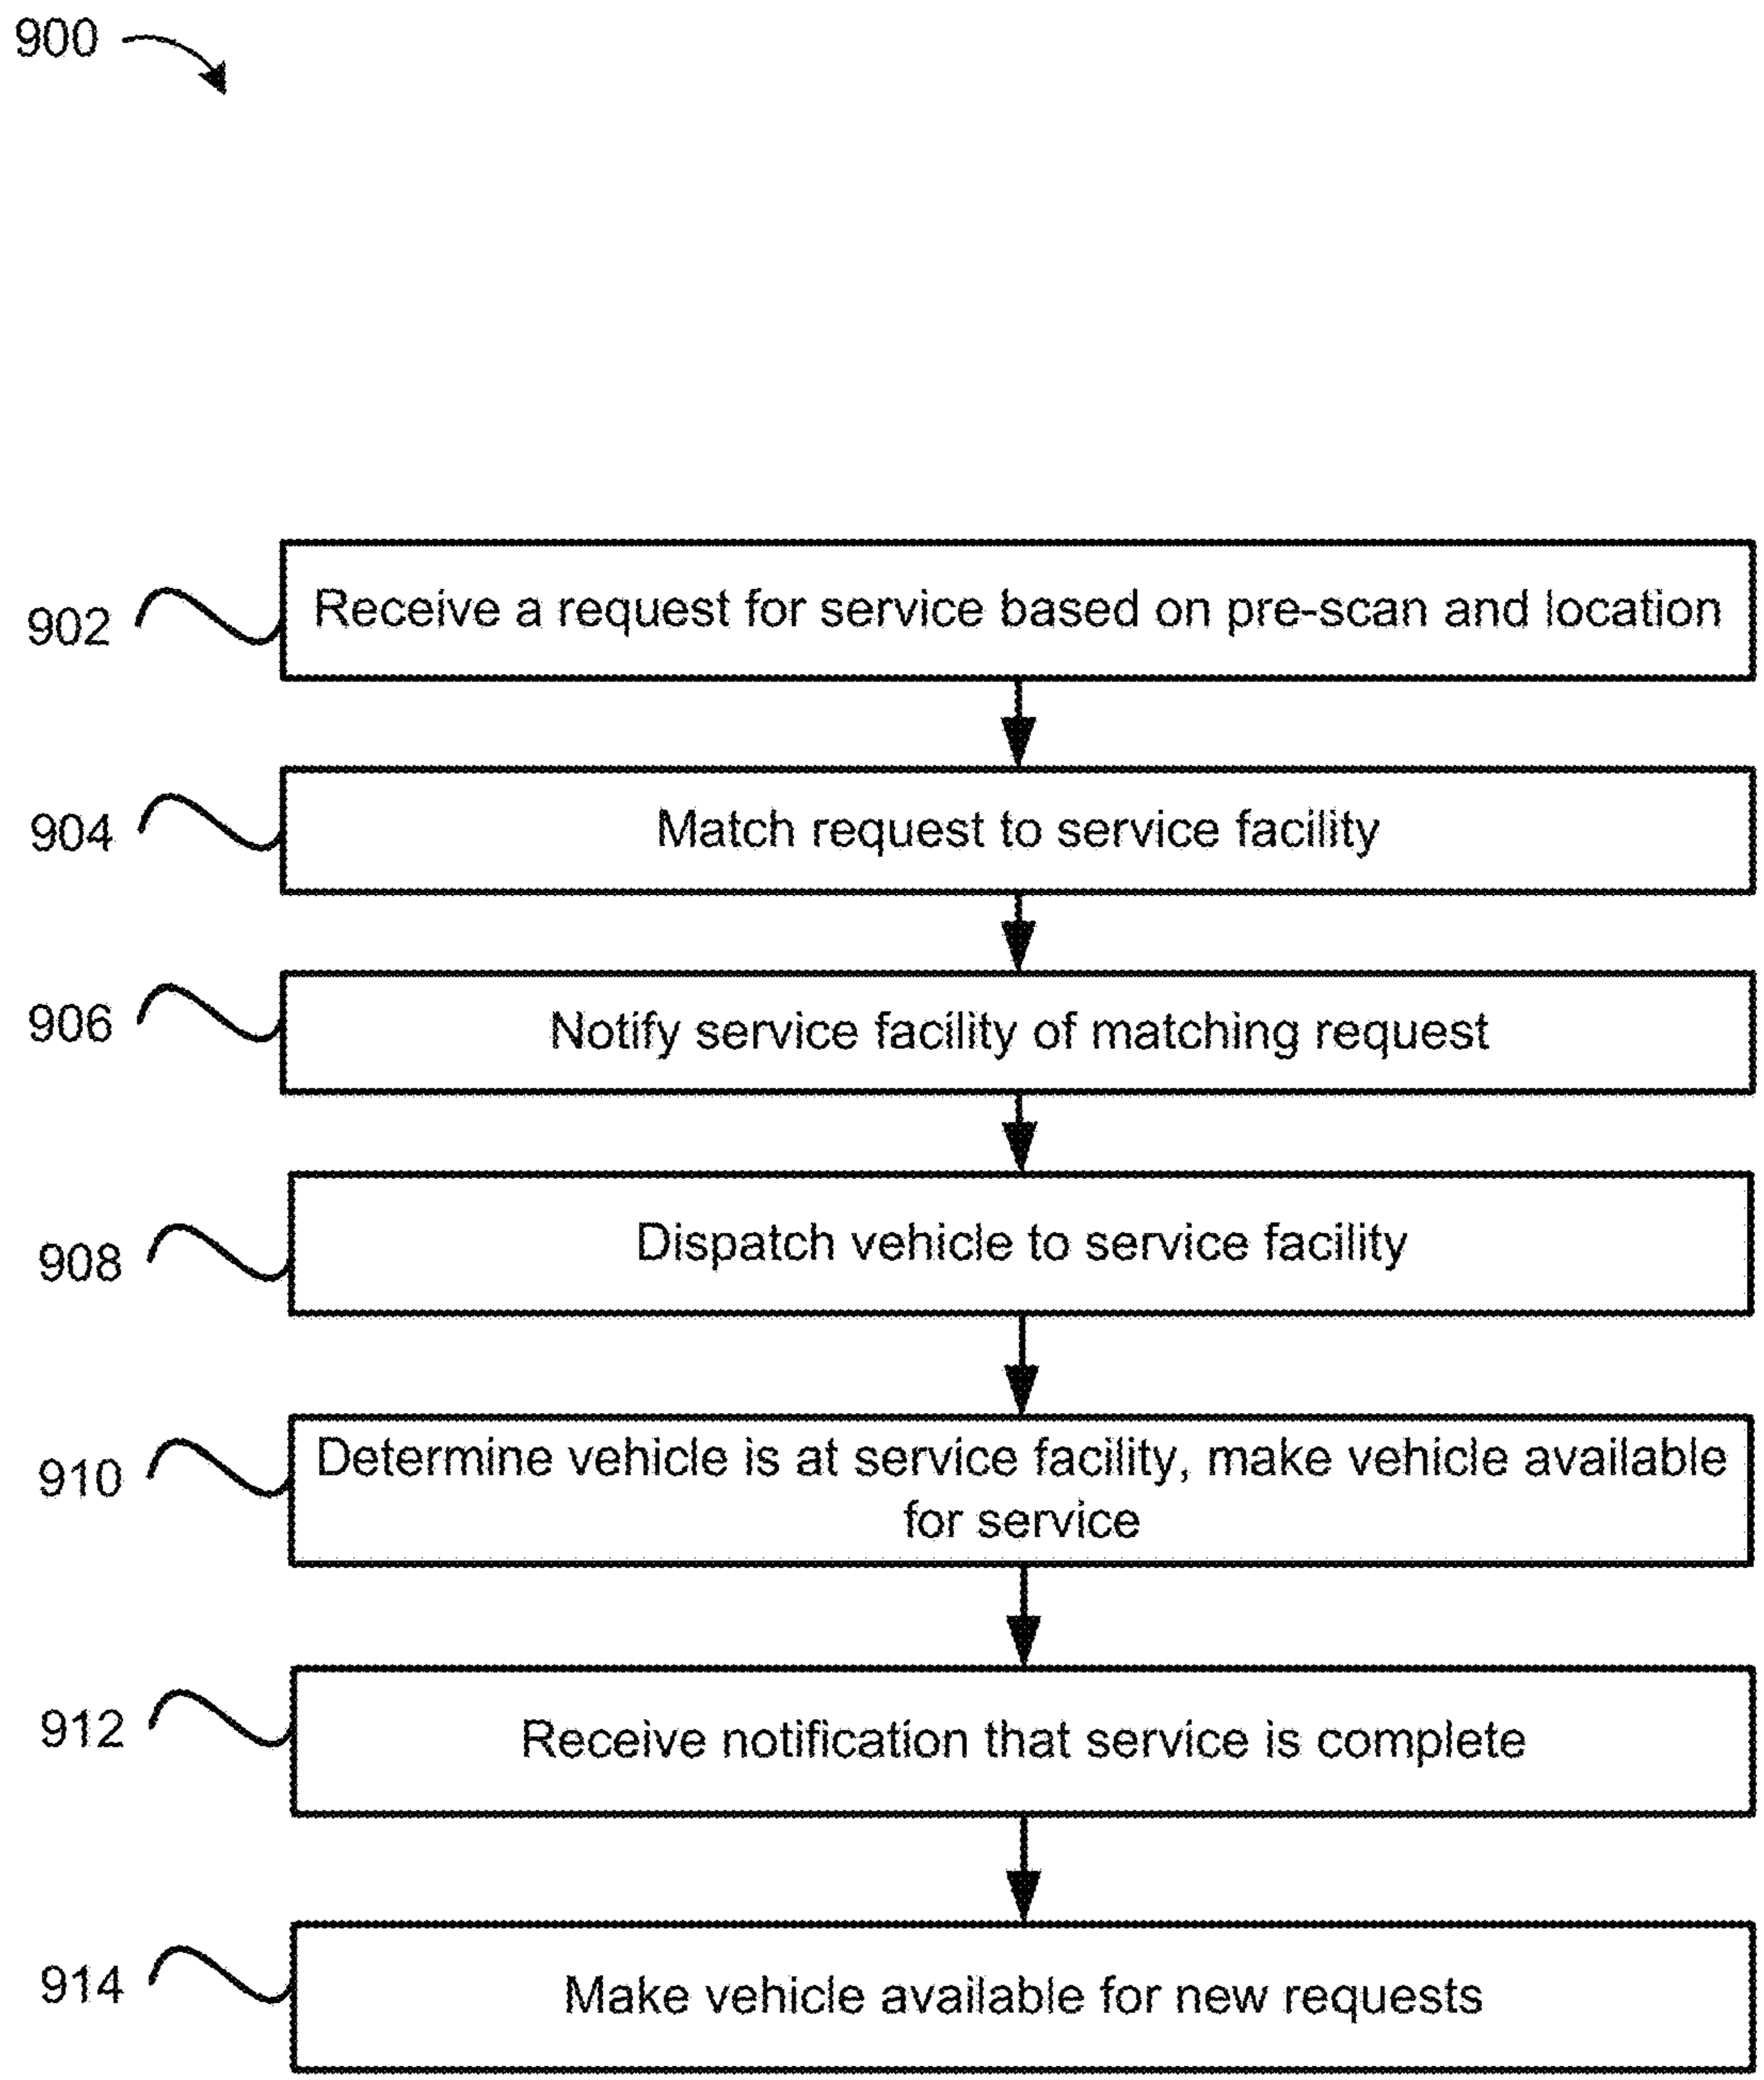 900
902
Receive a request for service based on pre-scan and location
904
Match request to service facility
906
Notify service facility of matching request
908
Dispatch vehicle to service facility
910
Determine vehicle is at service facility, make vehicle available
for service
912
Receive notification that service is complete
914
Make vehicle available for new requests